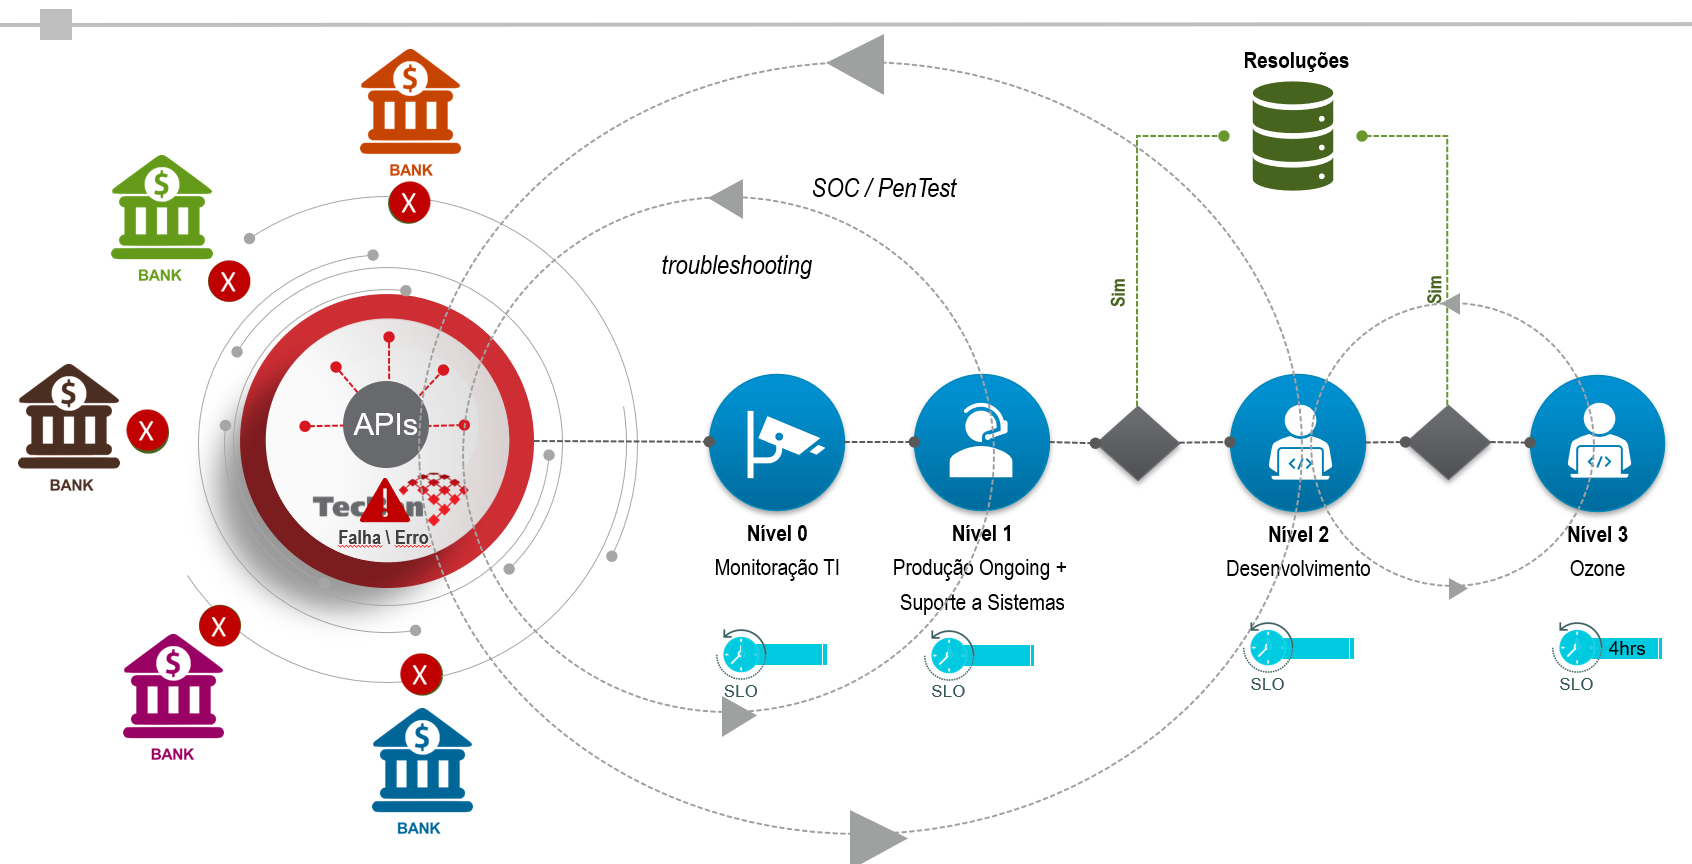 Resoluções
BANK
X
SOC / PenTest
BANK
X
troubleshooting
Sim
Sim
APIs
BANK
X
Falha \ Erro
Nível 0
Monitoração TI
Nível 1
Produção Ongoing +
Suporte a Sistemas
Nível 2
Desenvolvimento
Nível 3
Ozone
X
BANK
X
BANK
SLO
SLO
SLO
4hrs
SLO